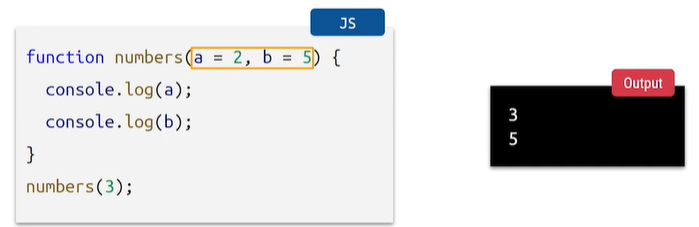 JS
function numbers(a = 2, b = 5) {
  console.log(a);
  console.log(b);
}
numbers(3);
Output
3
5